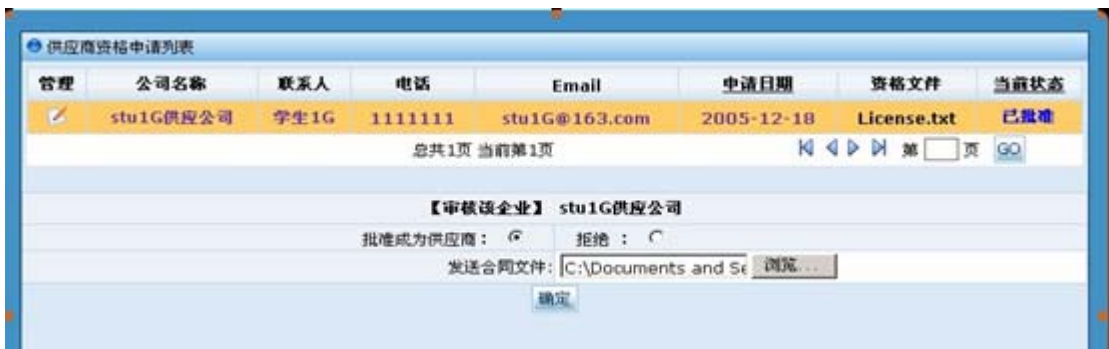 供应商资格申请列表
管理 公司名称 联系人 电话 Email 申请日期 资格文件 当前状态
stu1G供应公司 学生1G 1111111 stu1G@163.com 2005-12-18 License.txt 已批准
总共1页 当前第1页 第 页 GO
【审核该企业】 stu1G供应公司
批准成为供应商： 拒绝 ：
发送合同文件: C:\Documents and Se 浏览...
确定